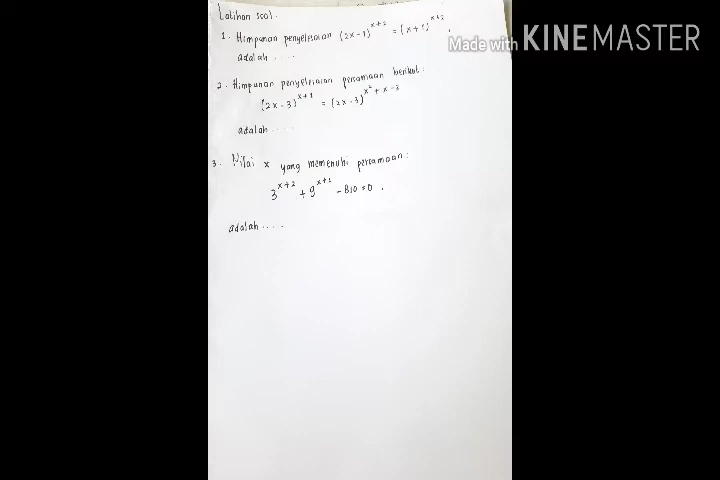 Latihan soal.
1. Himpunan penyelesaian (2x-1)^x+2 = (x+1)^x+2.
adalah ....
Made with KINEMASTER
2. Himpunan penyelesaian persamaan berikut:
(2x-3)^x+1 = (2x-3)^x²+x-3
adalah ....
3. Nilai x yang memenuhi persamaan:
3^x+2 + 9^x+1 - 810 = 0.
adalah ....